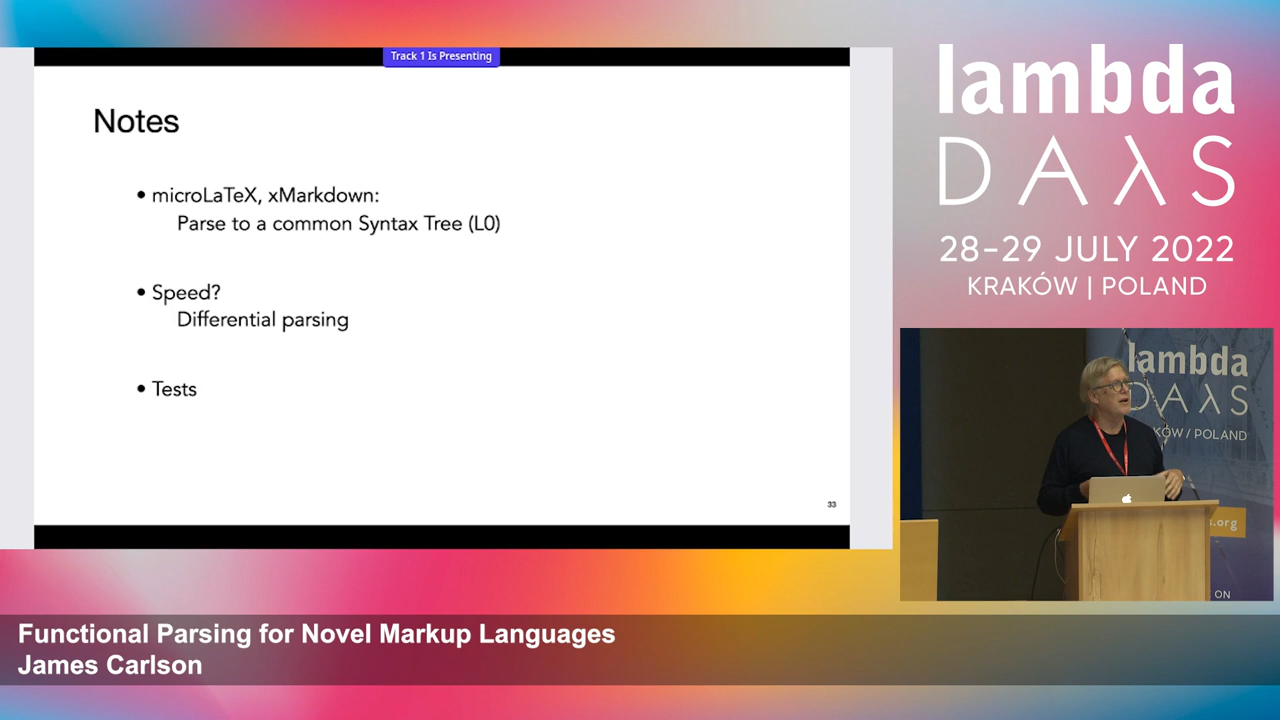 Track 1 Is Presenting
Notes
• microLaTeX, xMarkdown:
Parse to a common Syntax Tree (L0)
• Speed?
Differential parsing
• Tests
33
lambda
DAλS
28–29 JULY 2022
KRAKÓW | POLAND
lambda
DAλS
KÓW / POLAND
s.org
ON
Functional Parsing for Novel Markup Languages
James Carlson